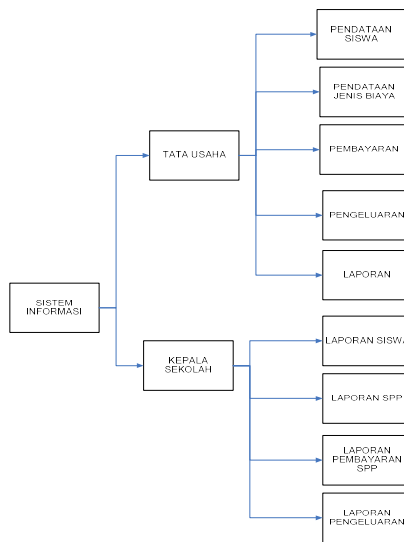 PENDATAAN
SISWA
PENDATAAN
JENIS BIAYA
TATA USAHA
PEMBAYARAN
PENGELUARAN
LAPORAN
SISTEM
INFORMASI
KEPALA
SEKOLAH
LAPORAN SISWA
LAPORAN SPP
LAPORAN
PEMBAYARAN
SPP
LAPORAN
PENGELUARAN